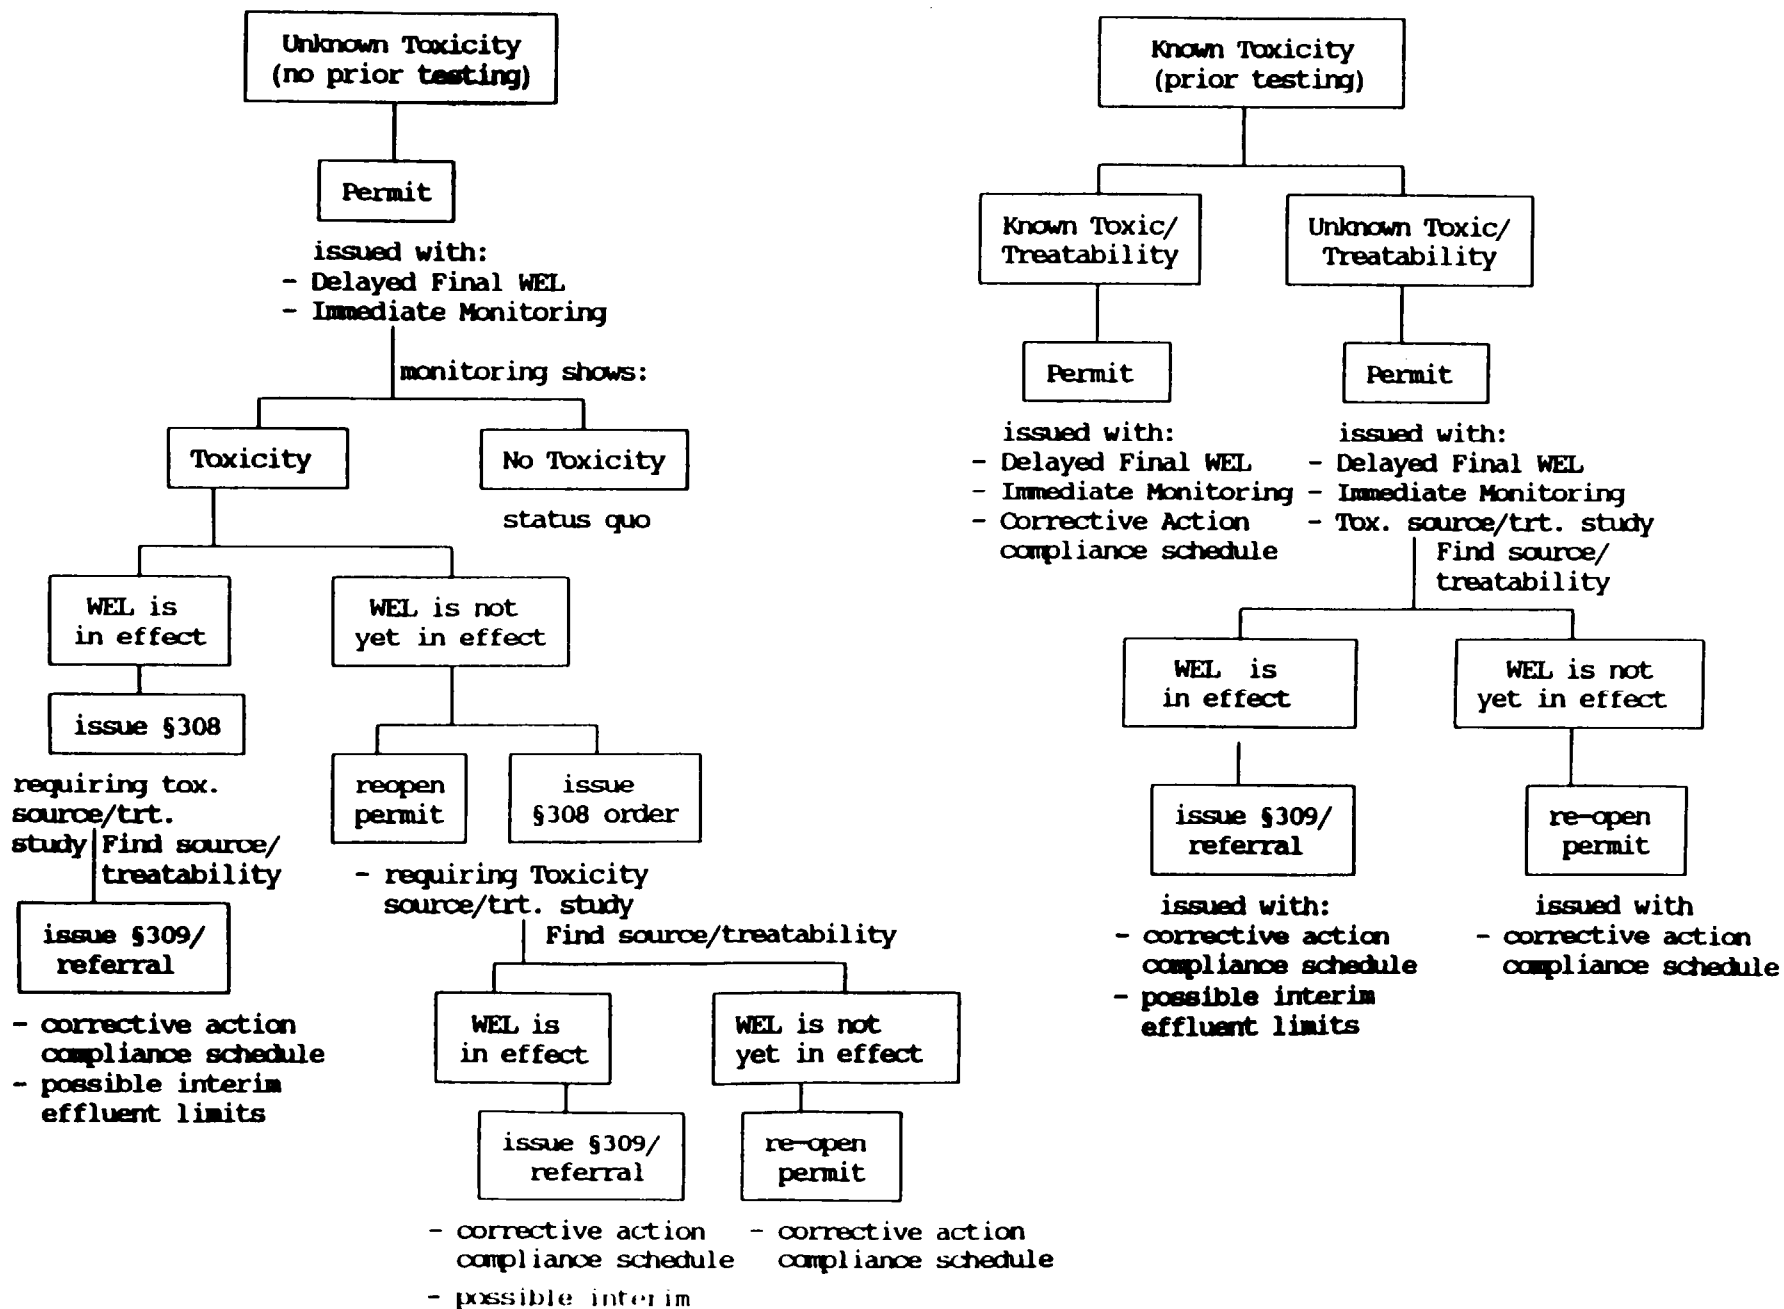 Unknown Toxicity
(no prior testing)
Permit
issued with:
- Delayed Final WEL
- Immediate Monitoring
monitoring shows:
Toxicity
No Toxicity
status quo
WEL is
in effect
WEL is not
yet in effect
issue §308
requiring tox.
source/trt.
study
Find source/
treatability
issue §309/
referral
- corrective action
compliance schedule
- possible interim
effluent limits
reopen
permit
issue
§308 order
- requiring Toxicity
source/trt. study
Find source/treatability
WEL is
in effect
WEL is not
yet in effect
issue §309/
referral
re-open
permit
- corrective action
compliance schedule
- possible interim
- corrective action
compliance schedule
Known Toxicity
(prior testing)
Known Toxic/
Treatability
Unknown Toxic/
Treatability
Permit
issued with:
- Delayed Final WEL
- Immediate Monitoring
- Corrective Action
compliance schedule
Permit
issued with:
- Delayed Final WEL
- Immediate Monitoring
- Tox. source/trt. study
Find source/
treatability
WEL is
in effect
WEL is not
yet in effect
issue §309/
referral
issued with:
- corrective action
compliance schedule
- possible interim
effluent limits
re-open
permit
issued with
- corrective action
compliance schedule